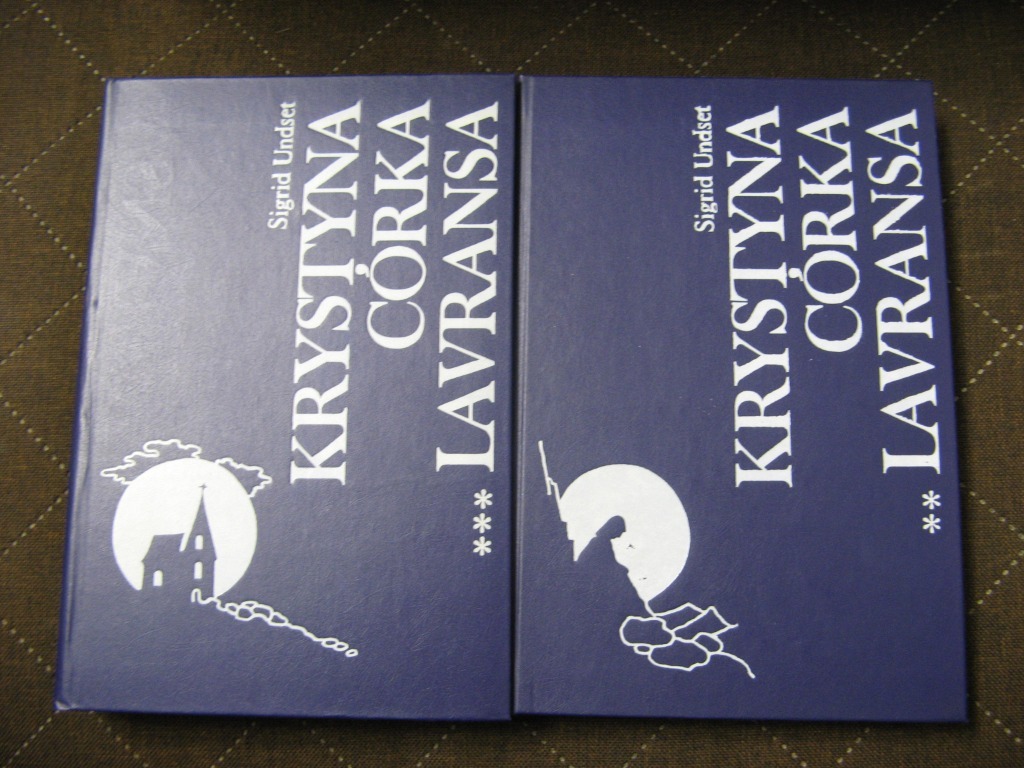 Sigrid Undset
KRYSTYNA
CÓRKA
LAVRANSA
***
Sigrid Undset
KRYSTYNA
CÓRKA
LAVRANSA
**